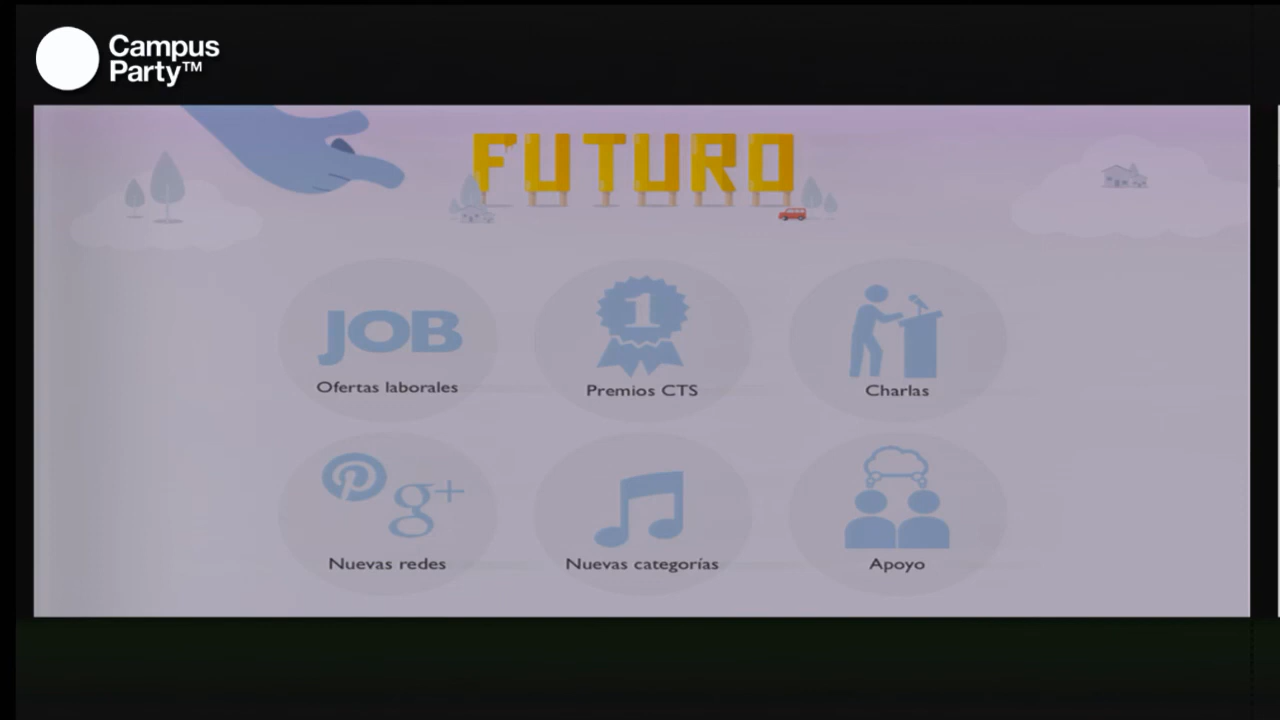 Campus
Party™
FUTURO
JOB
Ofertas laborales
1
Premios CTS
Charlas
g+
Nuevas redes
Nuevas categorías
Apoyo